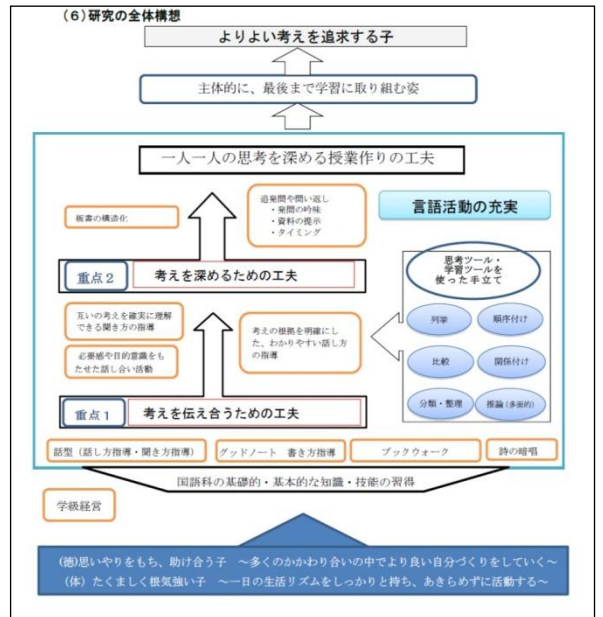 (6)研究の全体構想
よりよい考えを追求する子
主体的に、最後まで学習に取り組む姿
一人一人の思考を深める授業作りの工夫
板書の構造化
追発問や問い返し
・発問の吟味
・資料の提示
・タイミング
言語活動の充実
重点2
考えを深めるための工夫
思考ツール・
学習ツールを
使った手立て
列挙
順序付け
比較
関係付け
分類・整理
推論(多面的)
互いの考えを確実に理解
できる聞き方の指導
必要感や目的意識をも
たせた話し合い活動
考えの根拠を明確にし
た、わかりやすい話し方
の指導
重点1
考えを伝え合うための工夫
話型(話し方指導・聞き方指導)
グッドノート 書き方指導
ブックウォーク
詩の暗唱
国語科の基礎的・基本的な知識・技能の習得
学級経営
(徳)思いやりをもち、助け合う子 ~多くのかかわり合いの中でより良い自分づくりをしていく~
(体) たくましく根気強い子 ~一日の生活リズムをしっかりと持ち、あきらめずに活動する~